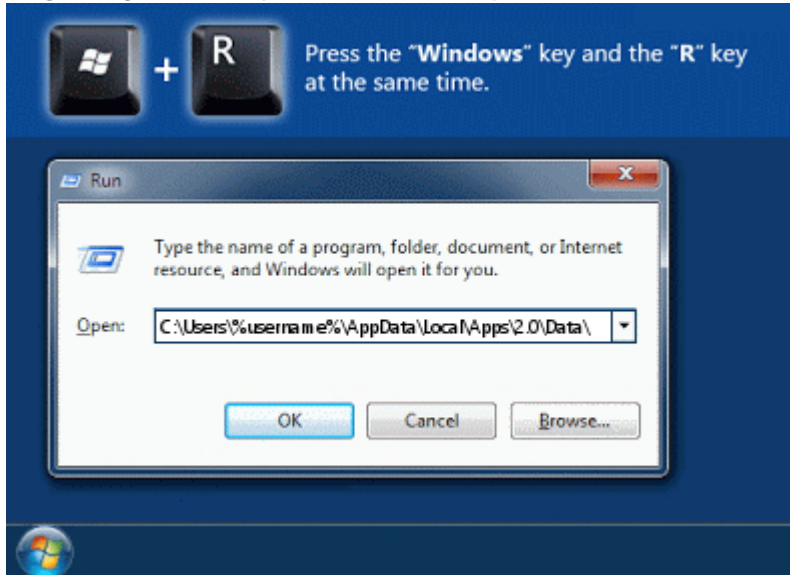 R
+
Press the "Windows" key and the "R" key
at the same time.
Run
Type the name of a program, folder, document, or Internet
resource, and Windows will open it for you.
Open:
C:\Users\%username%\AppData\Local\Apps\2.0\Data\
OK
Cancel
Browse...